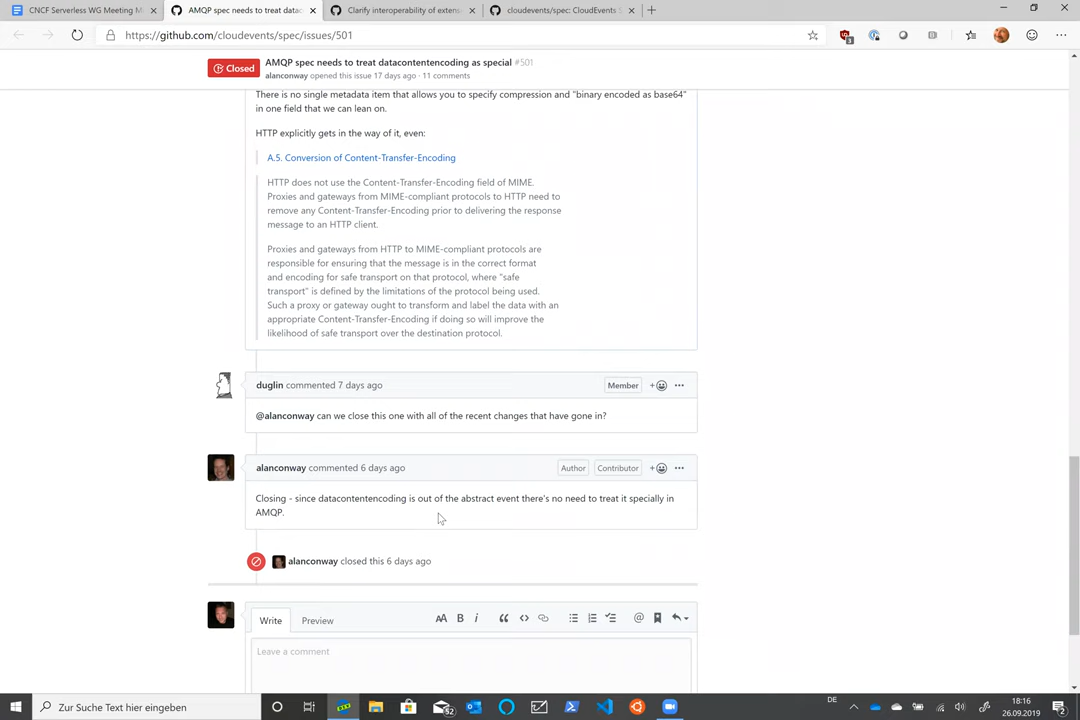 CNCF Serverless WG Meeting M
AMQP spec needs to treat datac
Clarify interoperability of exten
cloudevents/spec: CloudEvents S
https://github.com/cloudevents/spec/issues/501
Closed
AMQP spec needs to treat datacontentencoding as special #501
alanconway opened this issue 17 days ago · 11 comments
There is no single metadata item that allows you to specify compression and "binary encoded as base64"
in one field that we can lean on.
HTTP explicitly gets in the way of it, even:
A.5. Conversion of Content-Transfer-Encoding
HTTP does not use the Content-Transfer-Encoding field of MIME.
Proxies and gateways from MIME-compliant protocols to HTTP need to
remove any Content-Transfer-Encoding prior to delivering the response
message to an HTTP client.
Proxies and gateways from HTTP to MIME-compliant protocols are
responsible for ensuring that the message is in the correct format
and encoding for safe transport on that protocol, where "safe
transport" is defined by the limitations of the protocol being used.
Such a proxy or gateway ought to transform and label the data with an
appropriate Content-Transfer-Encoding if doing so will improve the
likelihood of safe transport over the destination protocol.
duglin commented 7 days ago
Member
@alanconway can we close this one with all of the recent changes that have gone in?
alanconway commented 6 days ago
Author
Contributor
Closing - since datacontentencoding is out of the abstract event there's no need to treat it specially in
AMQP.
alanconway closed this 6 days ago
Write
Preview
Leave a comment
Zur Suche Text hier eingeben
52
DE
18:16
26.09.2019
2